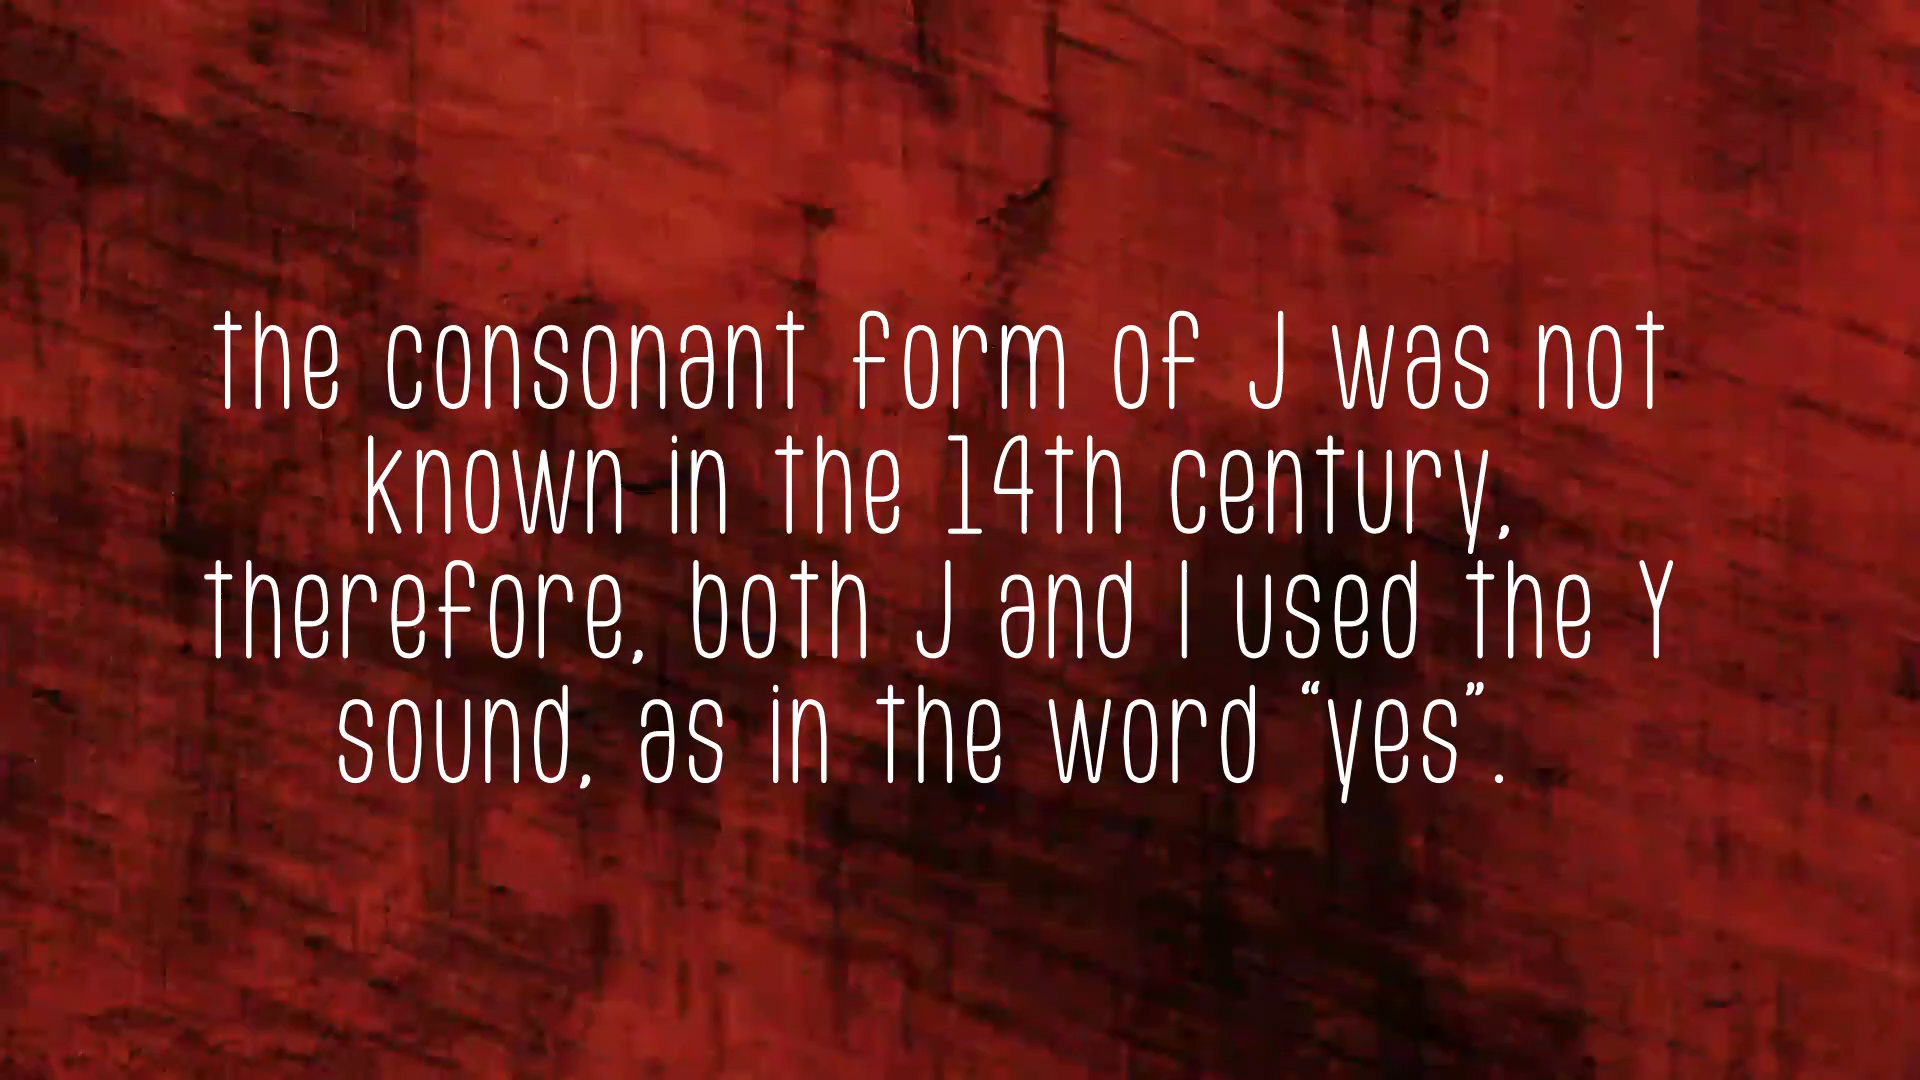 the consonant form of J was not
known in the 14th century,
therefore, both J and I used the Y
sound, as in the word “yes”.